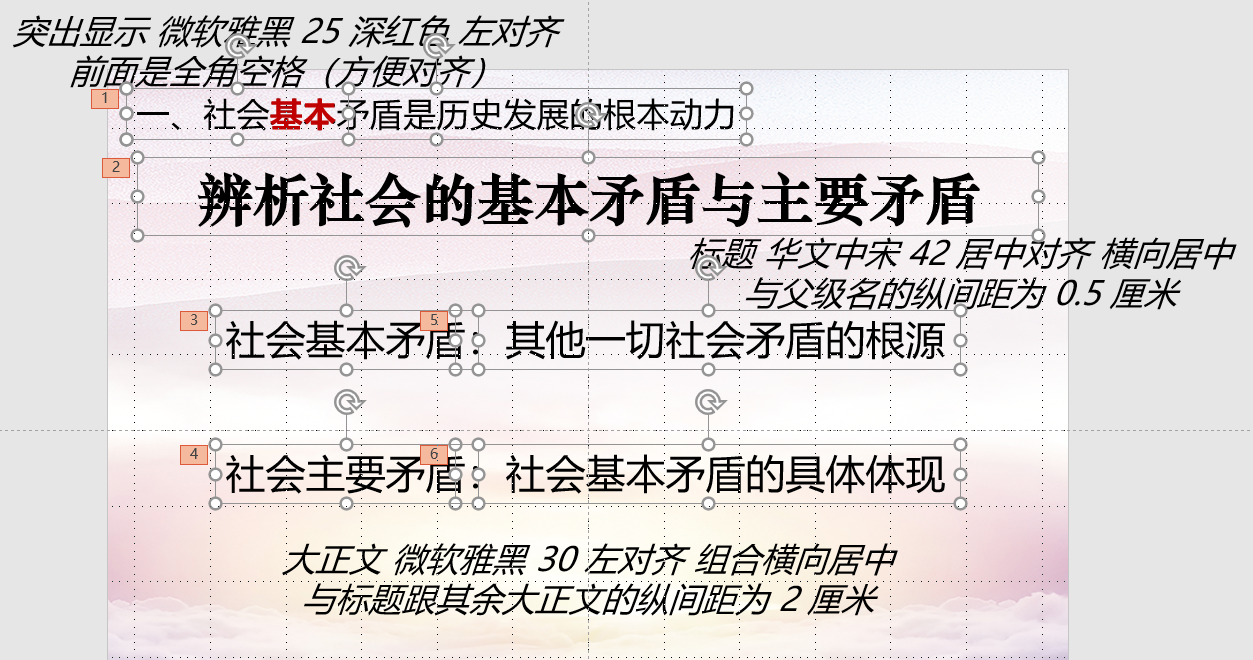 突出显示 微软雅黑 25 深红色 左对齐
前面是全角空格（方便对齐）
1
一、社会基本矛盾是历史发展的根本动力
2
辨析社会的基本矛盾与主要矛盾
标题 华文中宋 42 居中对齐 横向居中
与父级名的纵间距为 0.5 厘米
3
社会基本矛盾：
5
其他一切社会矛盾的根源
4
社会主要矛盾：
6
社会基本矛盾的具体体现
大正文 微软雅黑 30 左对齐 组合横向居中
与标题跟其余大正文的纵间距为 2 厘米